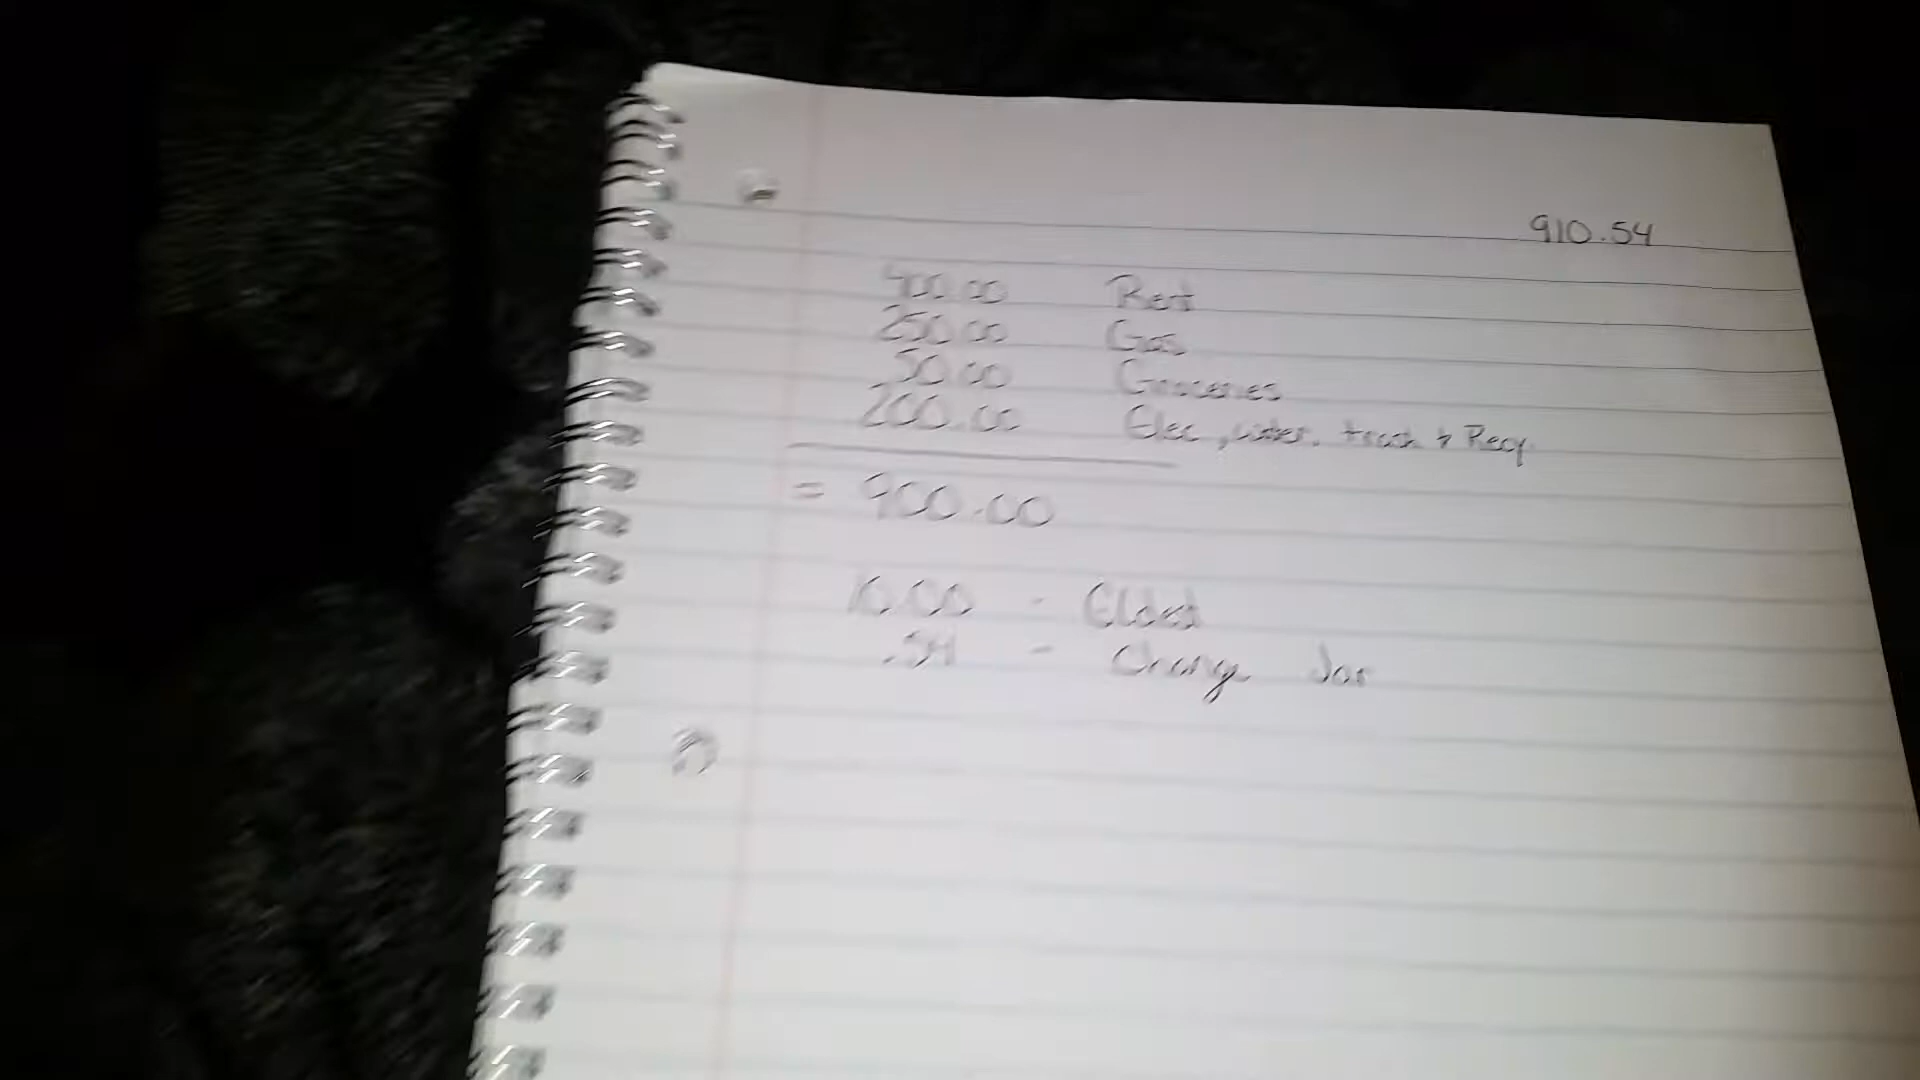 910.54
400.00 Rent
250.00 Gas
50.00 Groceries
200.00 Elec, water, trash & Recy.
= 900.00
10.00 - Eldest
.54 - Change Jar